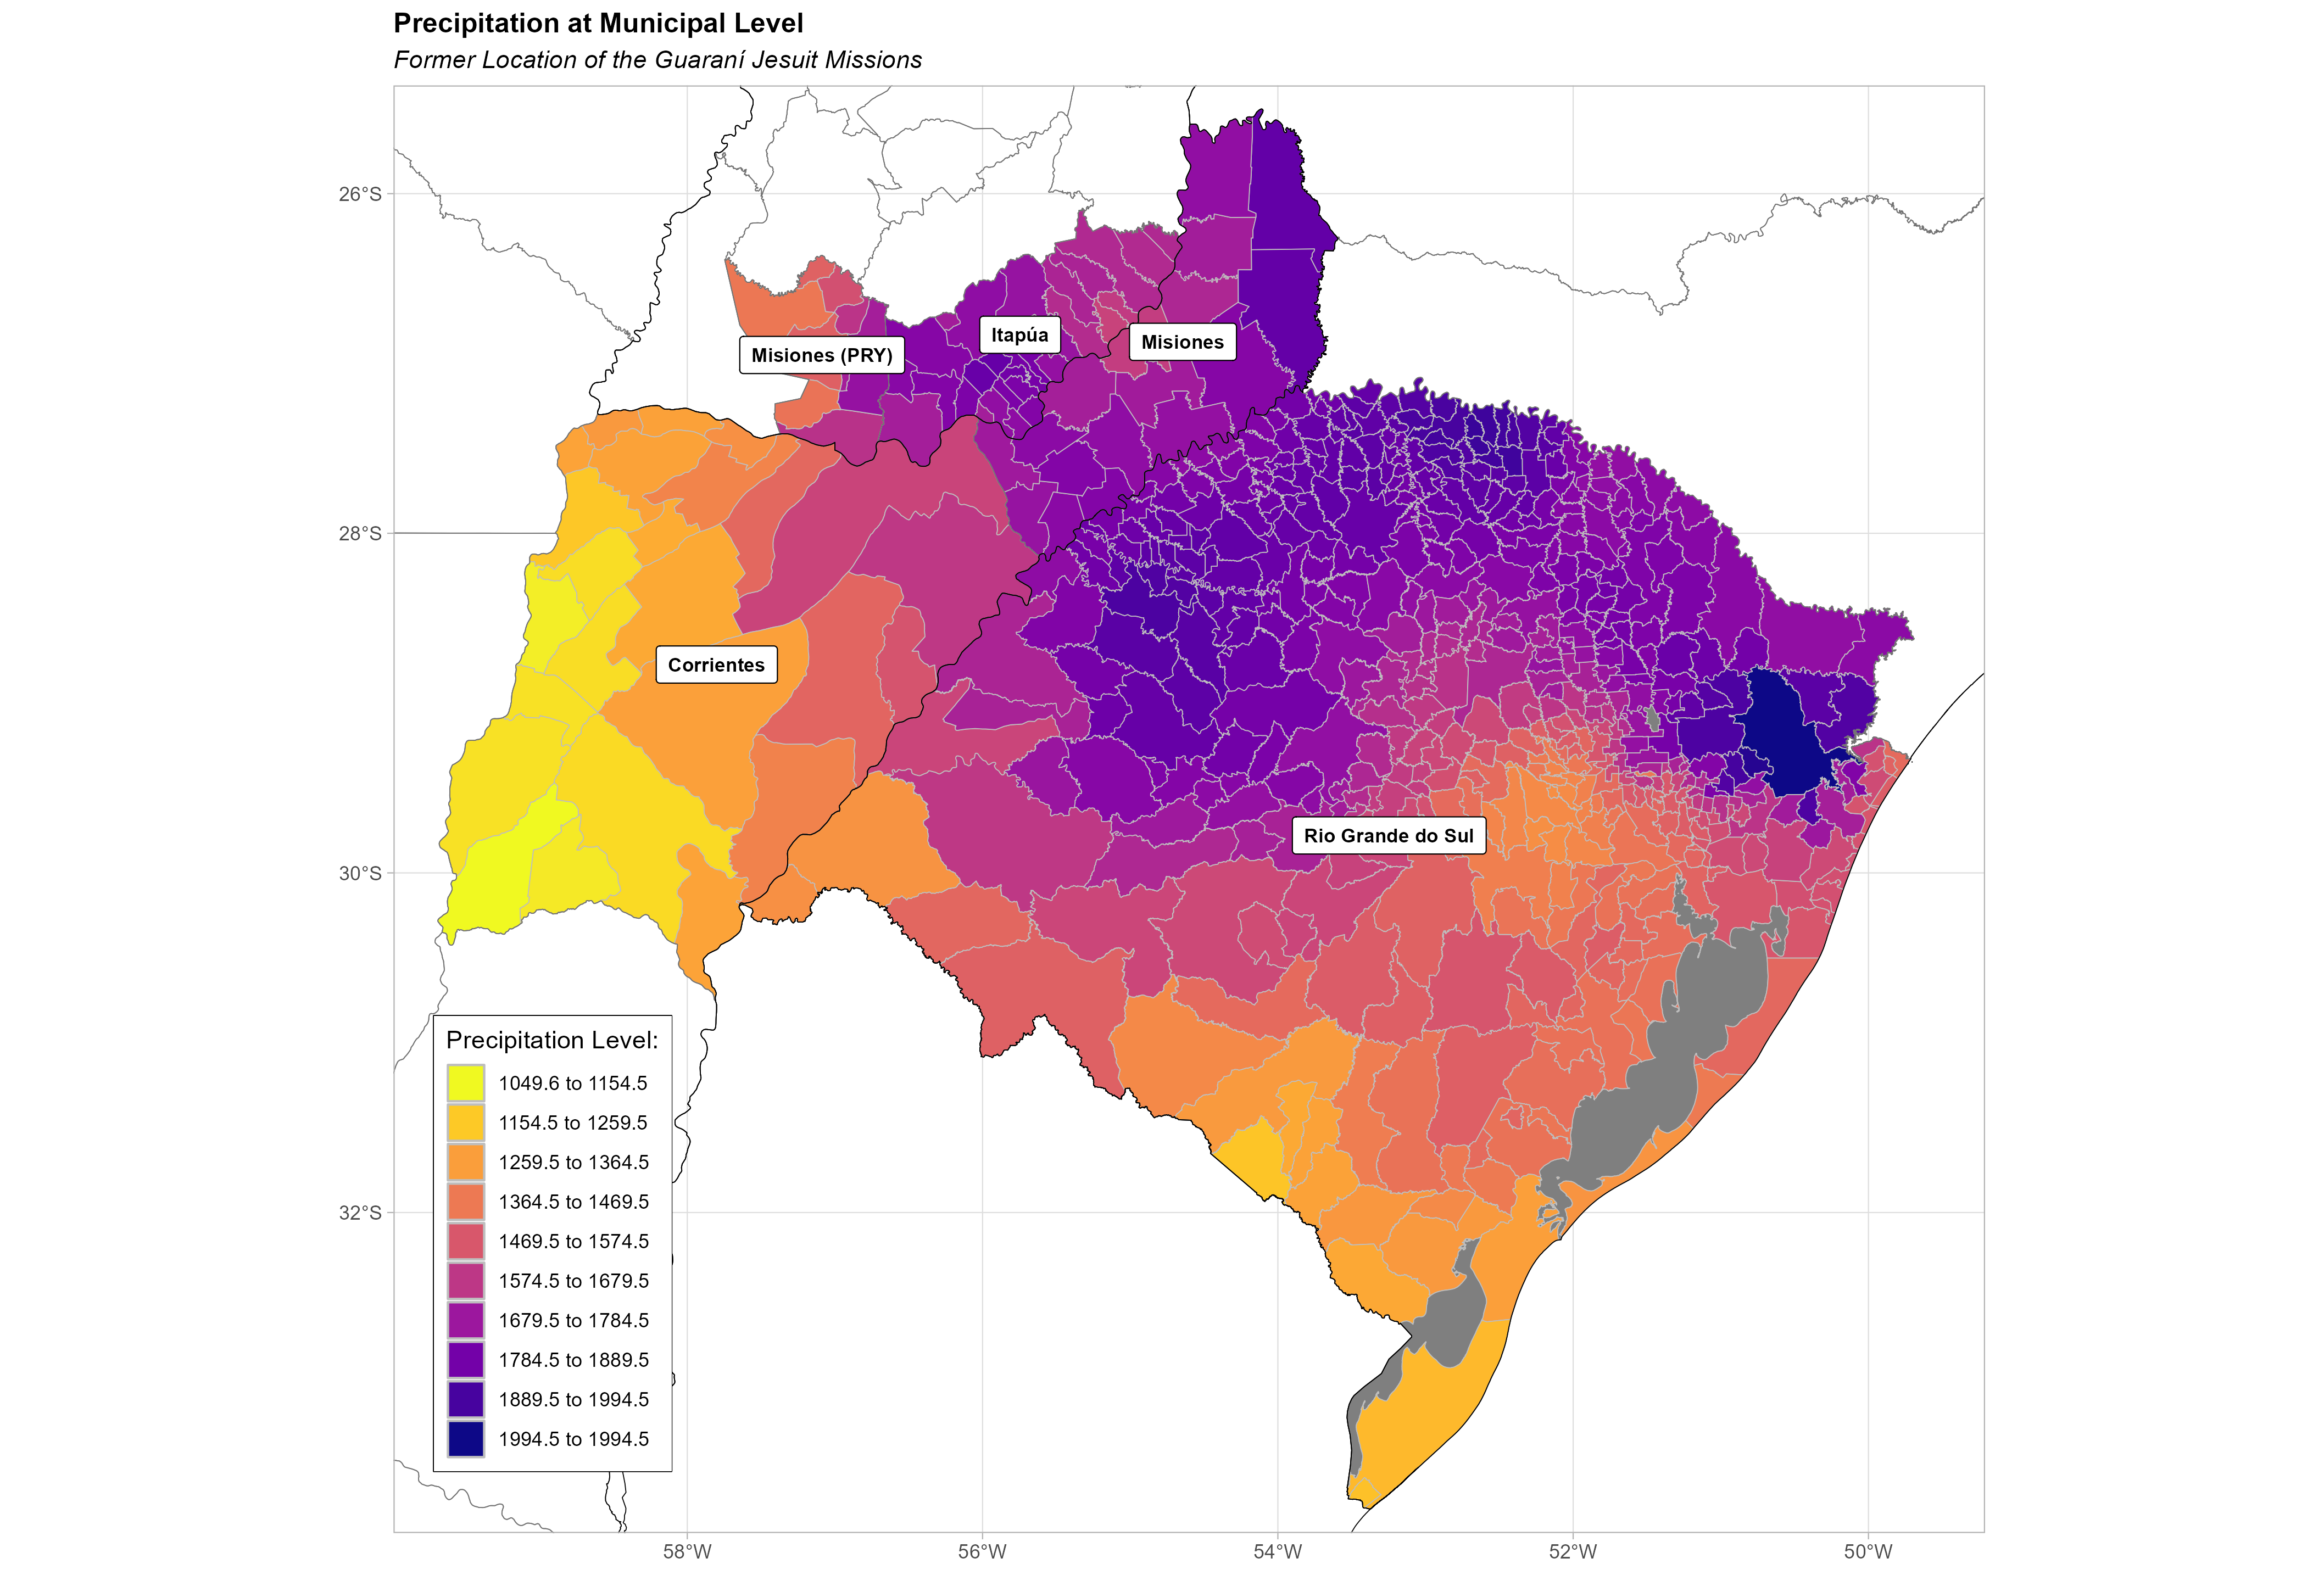 Precipitation at Municipal Level
Former Location of the Guaraní Jesuit Missions
26°S
28°S
30°S
32°S
Itapúa
Misiones
Misiones (PRY)
Corrientes
Rio Grande do Sul
Precipitation Level:
1049.6 to 1154.5
1154.5 to 1259.5
1259.5 to 1364.5
1364.5 to 1469.5
1469.5 to 1574.5
1574.5 to 1679.5
1679.5 to 1784.5
1784.5 to 1889.5
1889.5 to 1994.5
1994.5 to 1994.5
58°W 56°W 54°W 52°W 50°W